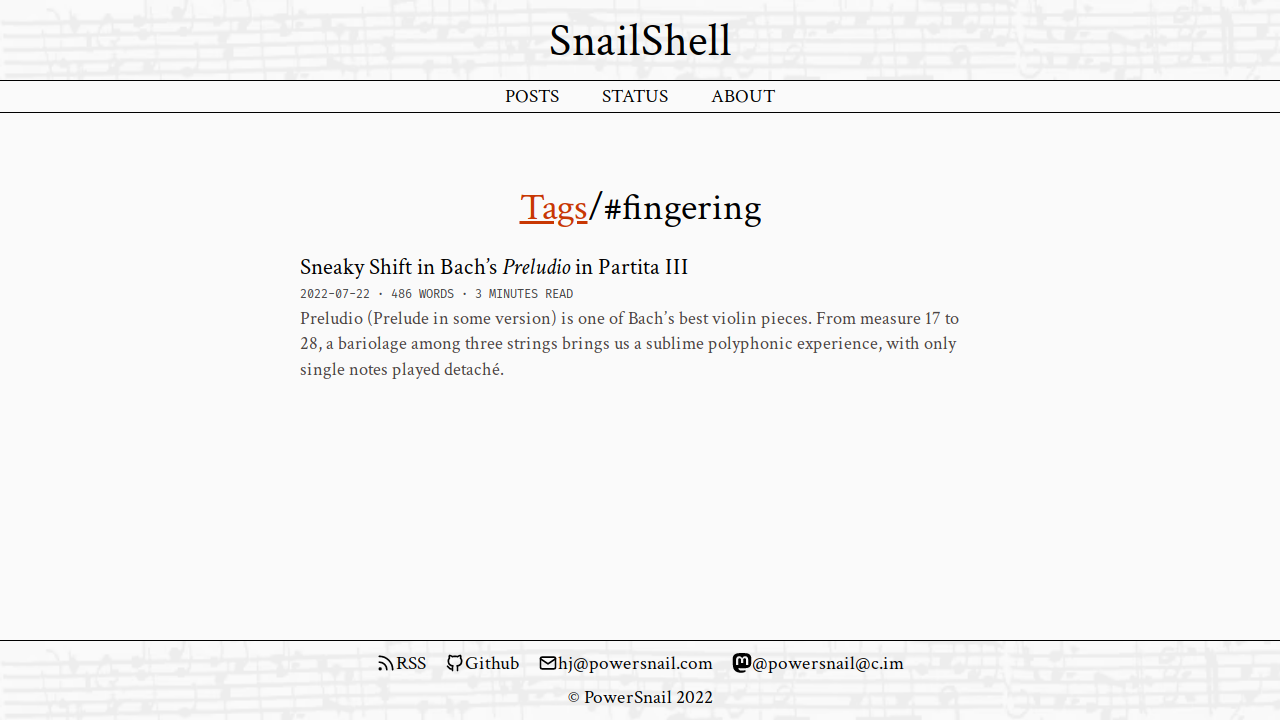 SnailShell
POSTS STATUS ABOUT
Tags/#fingering
Sneaky Shift in Bach’s Preludio in Partita III
2022-07-22 · 486 WORDS · 3 MINUTES READ
Preludio (Prelude in some version) is one of Bach’s best violin pieces. From measure 17 to
28, a bariolage among three strings brings us a sublime polyphonic experience, with only
single notes played detaché.
RSS Github hj@powersnail.com @powersnail@c.im
© PowerSnail 2022